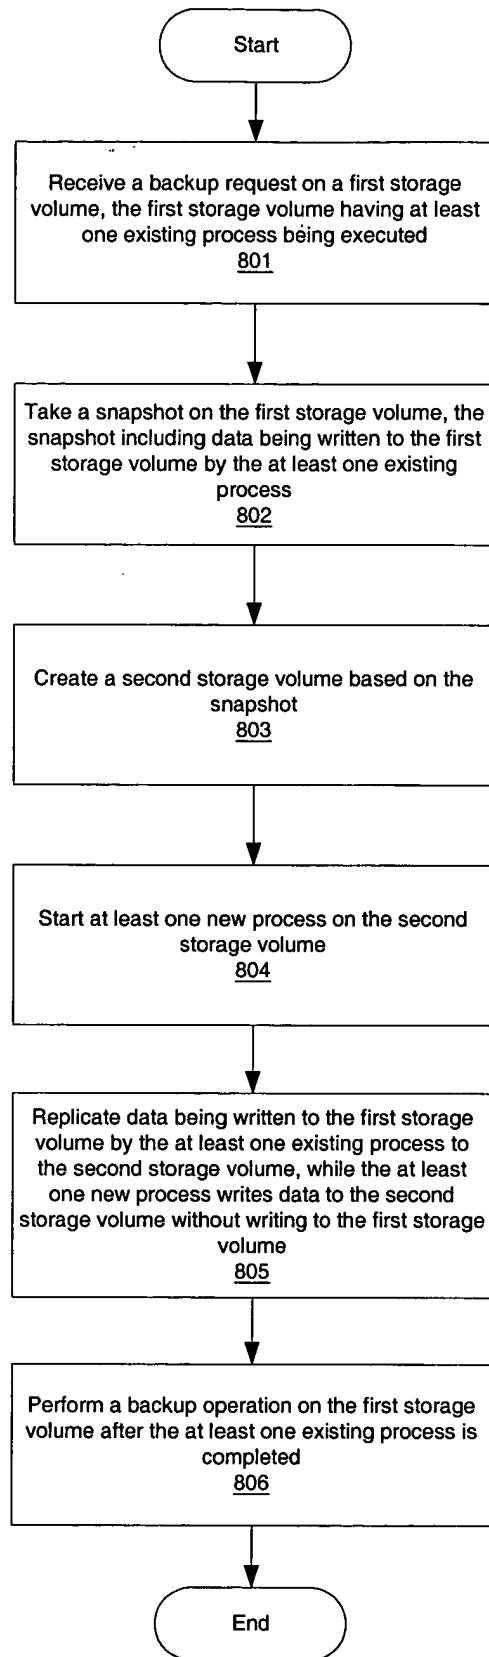 Start
Receive a backup request on a first storage
volume, the first storage volume having at least
one existing process being executed
801
Take a snapshot on the first storage volume, the
snapshot including data being written to the first
storage volume by the at least one existing
process
802
Create a second storage volume based on the
snapshot
803
Start at least one new process on the second
storage volume
804
Replicate data being written to the first storage
volume by the at least one existing process to
the second storage volume, while the at least
one new process writes data to the second
storage volume without writing to the first storage
volume
805
Perform a backup operation on the first storage
volume after the at least one existing process is
completed
806
End